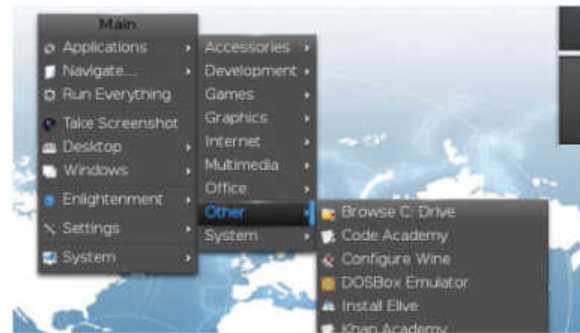 Main
Applications
Navigate...
Run Everything
Take Screenshot
Desktop
Windows
Enlightenment
Settings
System
Accessories
Development
Games
Graphics
Internet
Multimedia
Office
Other
System
Browse C: Drive
Code Academy
Configure Wine
DOSBox Emulator
Install Elive
Khan Academy